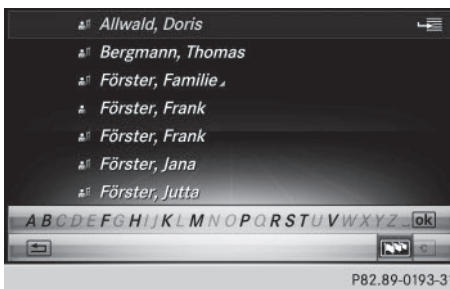 Allwald, Doris
Bergmann, Thomas
Förster, Familie
Förster, Frank
Förster, Frank
Förster, Jana
Förster, Jutta
A B C D E F G H I J K L M N O P Q R S T U V W X Y Z _ ok
C
P82.89-0193-31